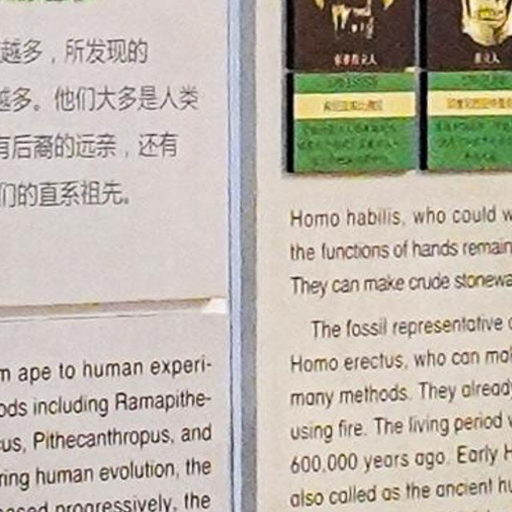 越多，所发现的
越多。他们大多是人类
有后裔的远亲，还有
们的直系祖先。
m ape to human experi-
ods including Ramapithe-
cus, Pithecanthropus, and
ring human evolution, the
progressively, the
Homo habilis, who could w
the functions of hands remain
They can make crude stonewa
The fossil representative o
Homo erectus, who can mak
many methods. They already
using fire. The living period w
600,000 years ago. Early H
also called as the ancient hu